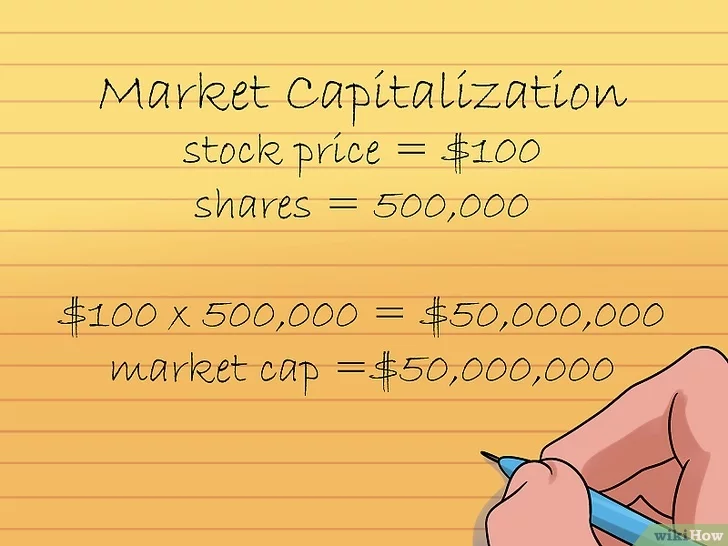 Market Capitalization
stock price = $100
shares = 500,000
$100 x 500,000 = $50,000,000
market cap =$50,000,000
wikiHow